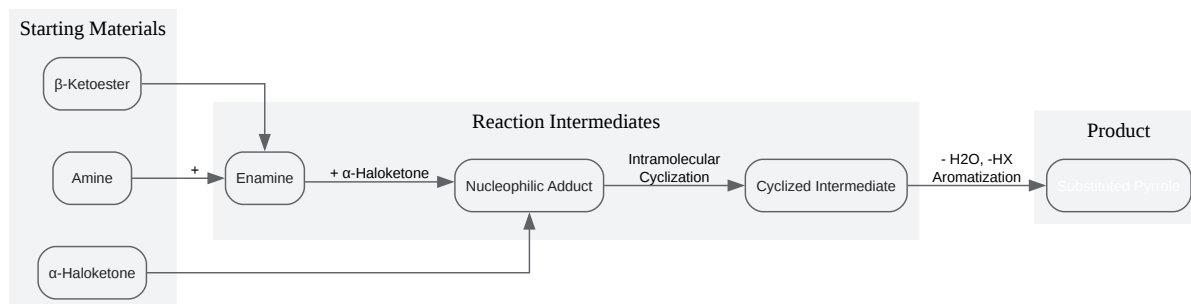 Starting Materials
β-Ketoester
Amine
α-Haloketone
+
Reaction Intermediates
Enamine
+ α-Haloketone
Nucleophilic Adduct
Intramolecular
Cyclization
Cyclized Intermediate
- H2O, -HX
Aromatization
Product
Substituted Pyrrole